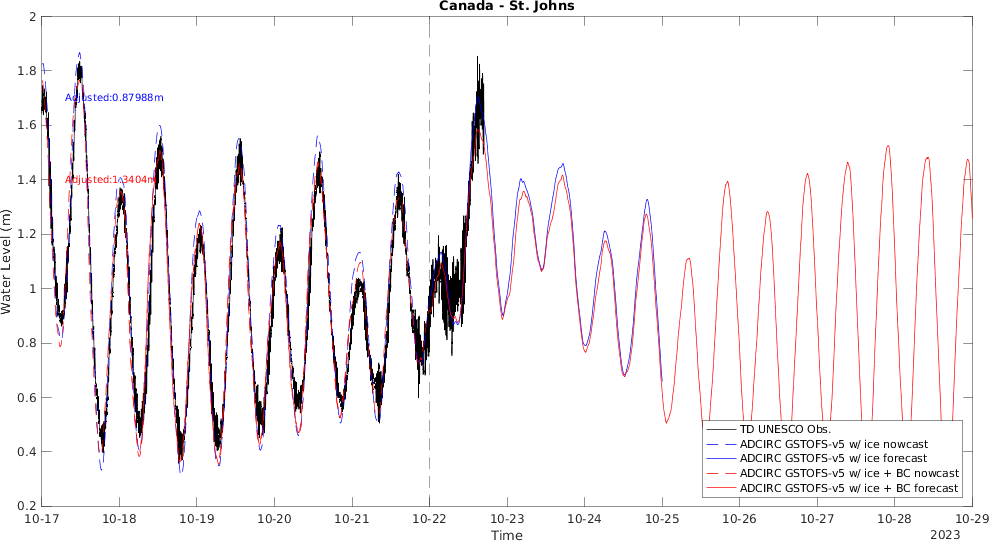 Canada - St. Johns
2
1.8
1.6
1.4
1.2
1
0.8
0.6
0.4
0.2
Water Level (m)
Adjusted:0.87988m
Adjusted:1.3404m
TD UNESCO Obs.
ADCIRC GSTOFS-v5 w/ ice nowcast
ADCIRC GSTOFS-v5 w/ ice forecast
ADCIRC GSTOFS-v5 w/ ice + BC nowcast
ADCIRC GSTOFS-v5 w/ ice + BC forecast
10-17 10-18 10-19 10-20 10-21 10-22 10-23 10-24 10-25 10-26 10-27 10-28 10-29
Time
2023